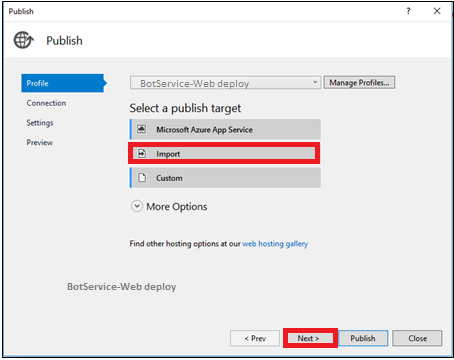 Publish
Publish
Profile
BotService-Web deploy
Manage Profiles...
Connection
Settings
Preview
Select a publish target
Microsoft Azure App Service
Import
Custom
More Options
Find other hosting options at our web hosting gallery
BotService-Web deploy
< Prev
Next >
Publish
Close